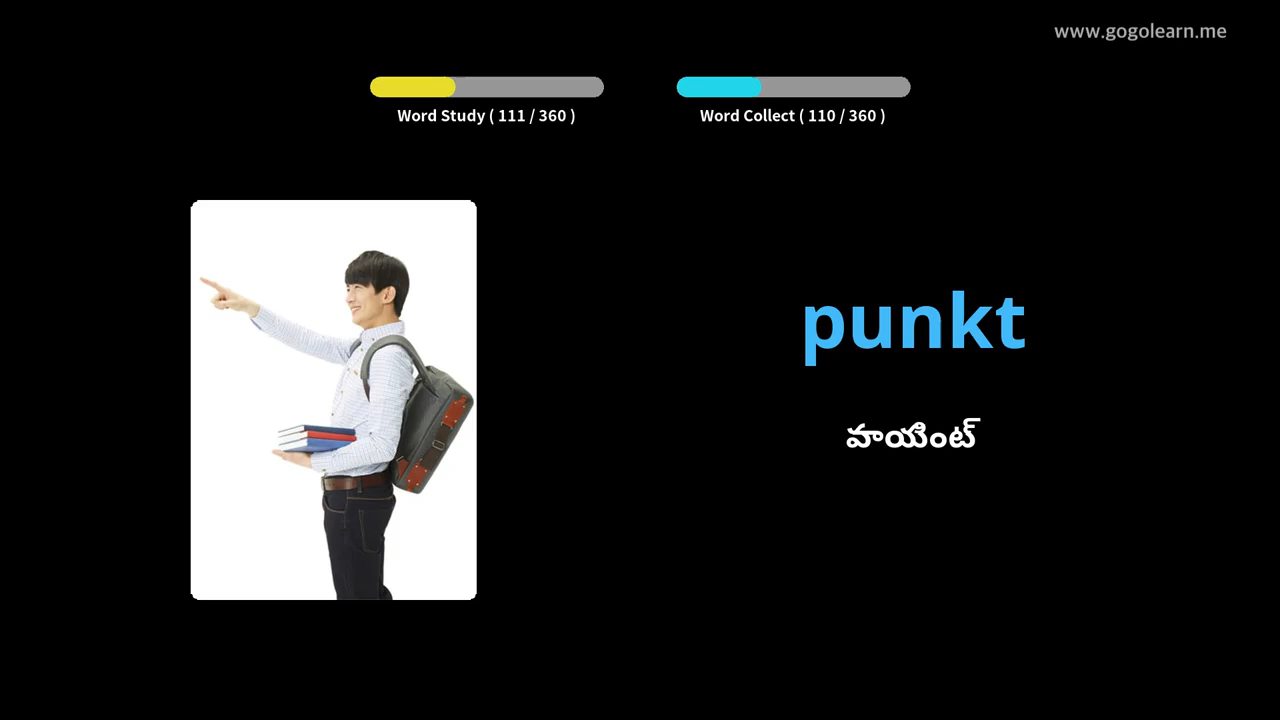 www.gogolearn.me
Word Study ( 111 / 360 )
Word Collect ( 110 / 360 )
punkt
పాయింట్